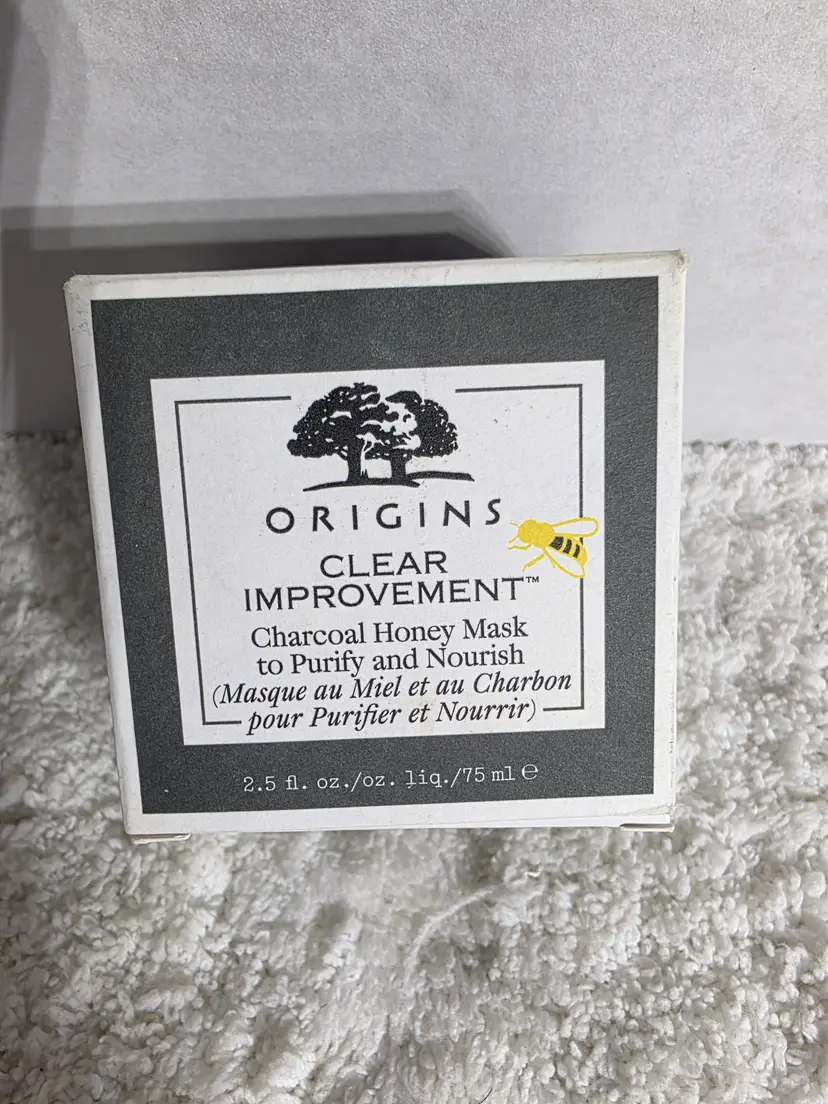 ORIGINS
CLEAR
IMPROVEMENT™
Charcoal Honey Mask
to Purify and Nourish
(Masque au Miel et au Charbon
pour Purifier et Nourrir)
2.5 fl. oz./oz. liq./75 ml ℮